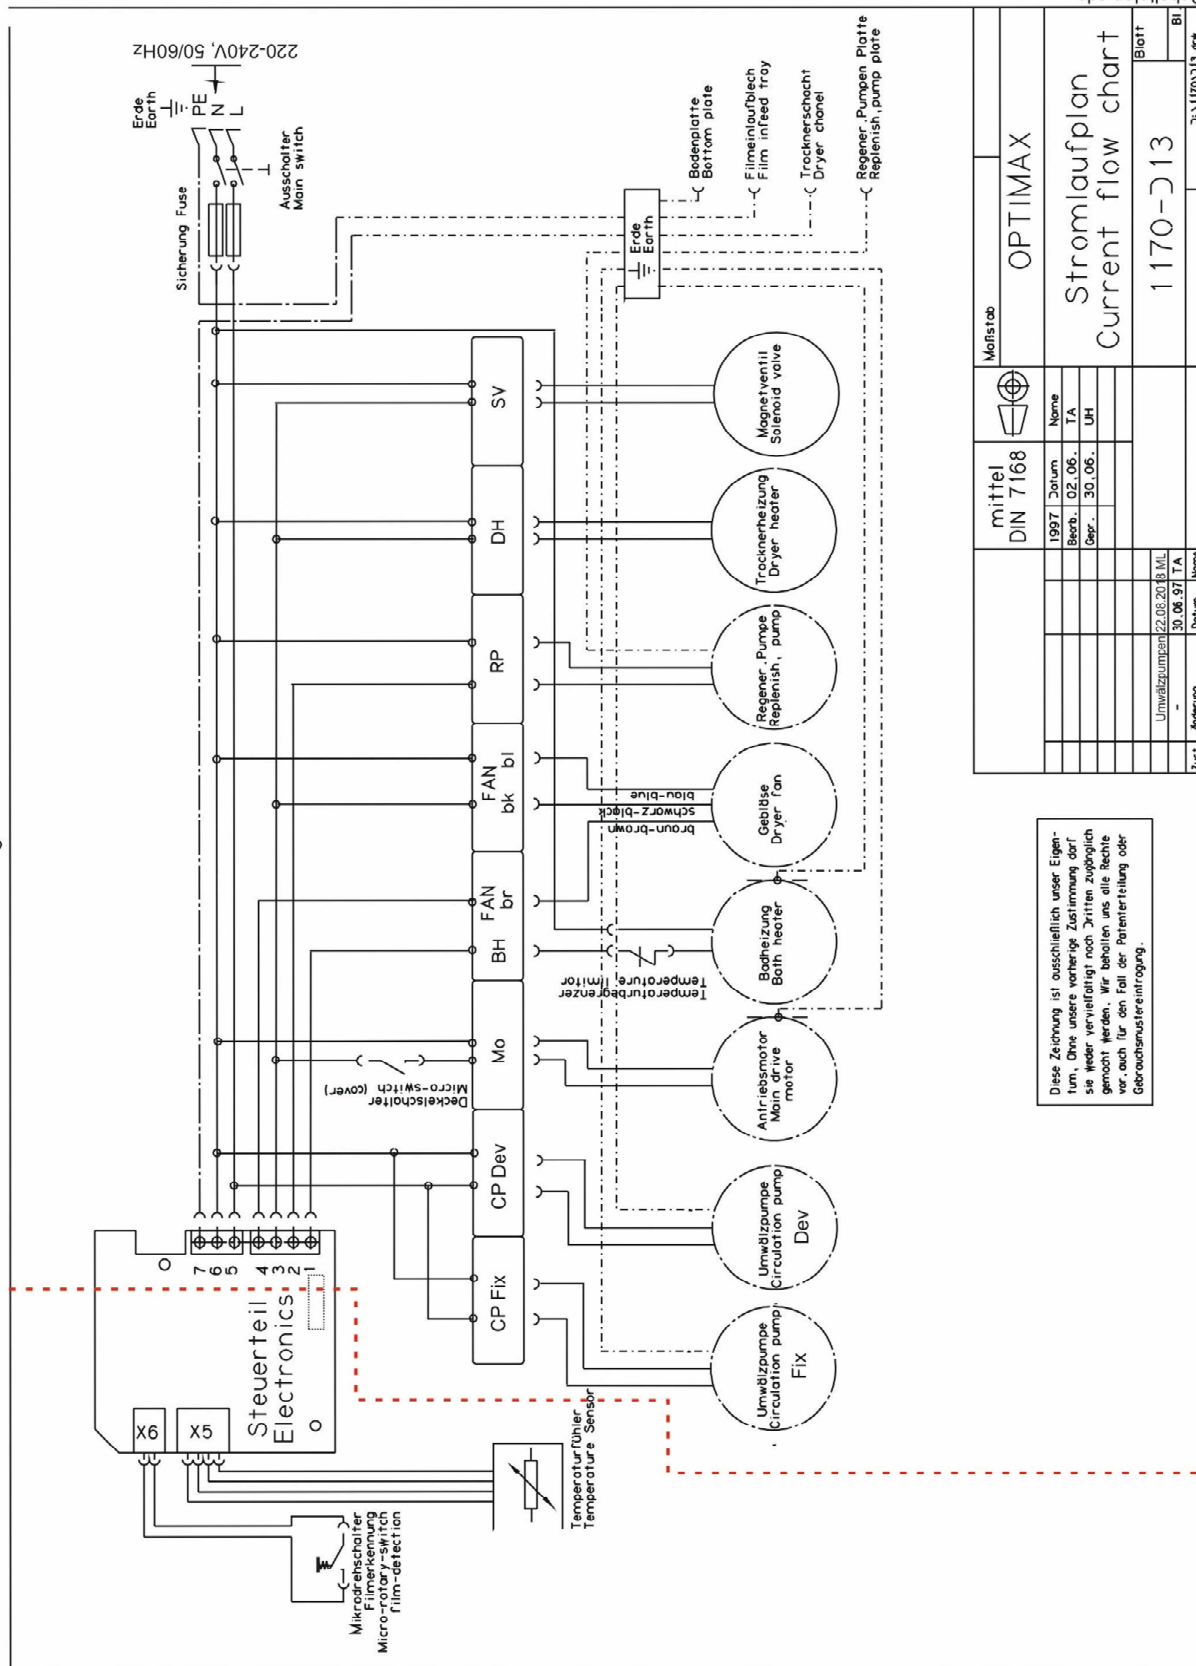 220-240V, 50/60Hz
Erde
Earth
PE
N
L
Ausschalter
Main switch
Sicherung Fuse
Bodenplatte
Bottom plate
Filmeinlaufblech
Film infeed tray
Trocknerschacht
Dryer chanel
Regener.Pumpen Platte
Replenish.pump plate
Erde
Earth
SV
DH
RP
FAN
bk bl
FAN
br
BH
Mo
CP Dev
CP Fix
Magnetventil
Solenoid valve
Trocknerheizung
Dryer heater
Regener.Pumpe
Replenish, pump
Gebläse
Dryer fan
Badheizung
Bath heater
Antriebsmotor
Main drive
motor
Umwälzpumpe
Circulation pump
Dev
Umwälzpumpe
Circulation pump
Fix
blau-blue
schwarz-black
braun-brown
Temperaturbegrenzer
Temperature limitor
Deckelschalter
Micro-switch (cover)
7
6
5
4
3
2
1
Steuerteil
Electronics
X6
X5
Temperaturfühler
Temperature Sensor
Mikrodrehschalter
Filmerkennung
Micro-rotary-switch
film-detection
Maßstab
OPTIMAX
mittel
DIN 7168
1997 Datum Name
Bearb. 02.06. TA
Gepr. 30.06. UH
Stromlaufplan
Current flow chart
1170-D13
Blatt
Bl
Umwälzpumpen 22.08.2018 ML
- 30.06.97 TA
Zust. Änderung Datum Name
Diese Zeichnung ist ausschließlich unser Eigen-
tum. Ohne unsere vorherige Zustimmung darf
sie weder vervielfältigt noch Dritten zugänglich
gemacht werden. Wir behalten uns alle Rechte
vor, auch für den Fall der Patenterteilung oder
Gebrauchsmustereintragung.